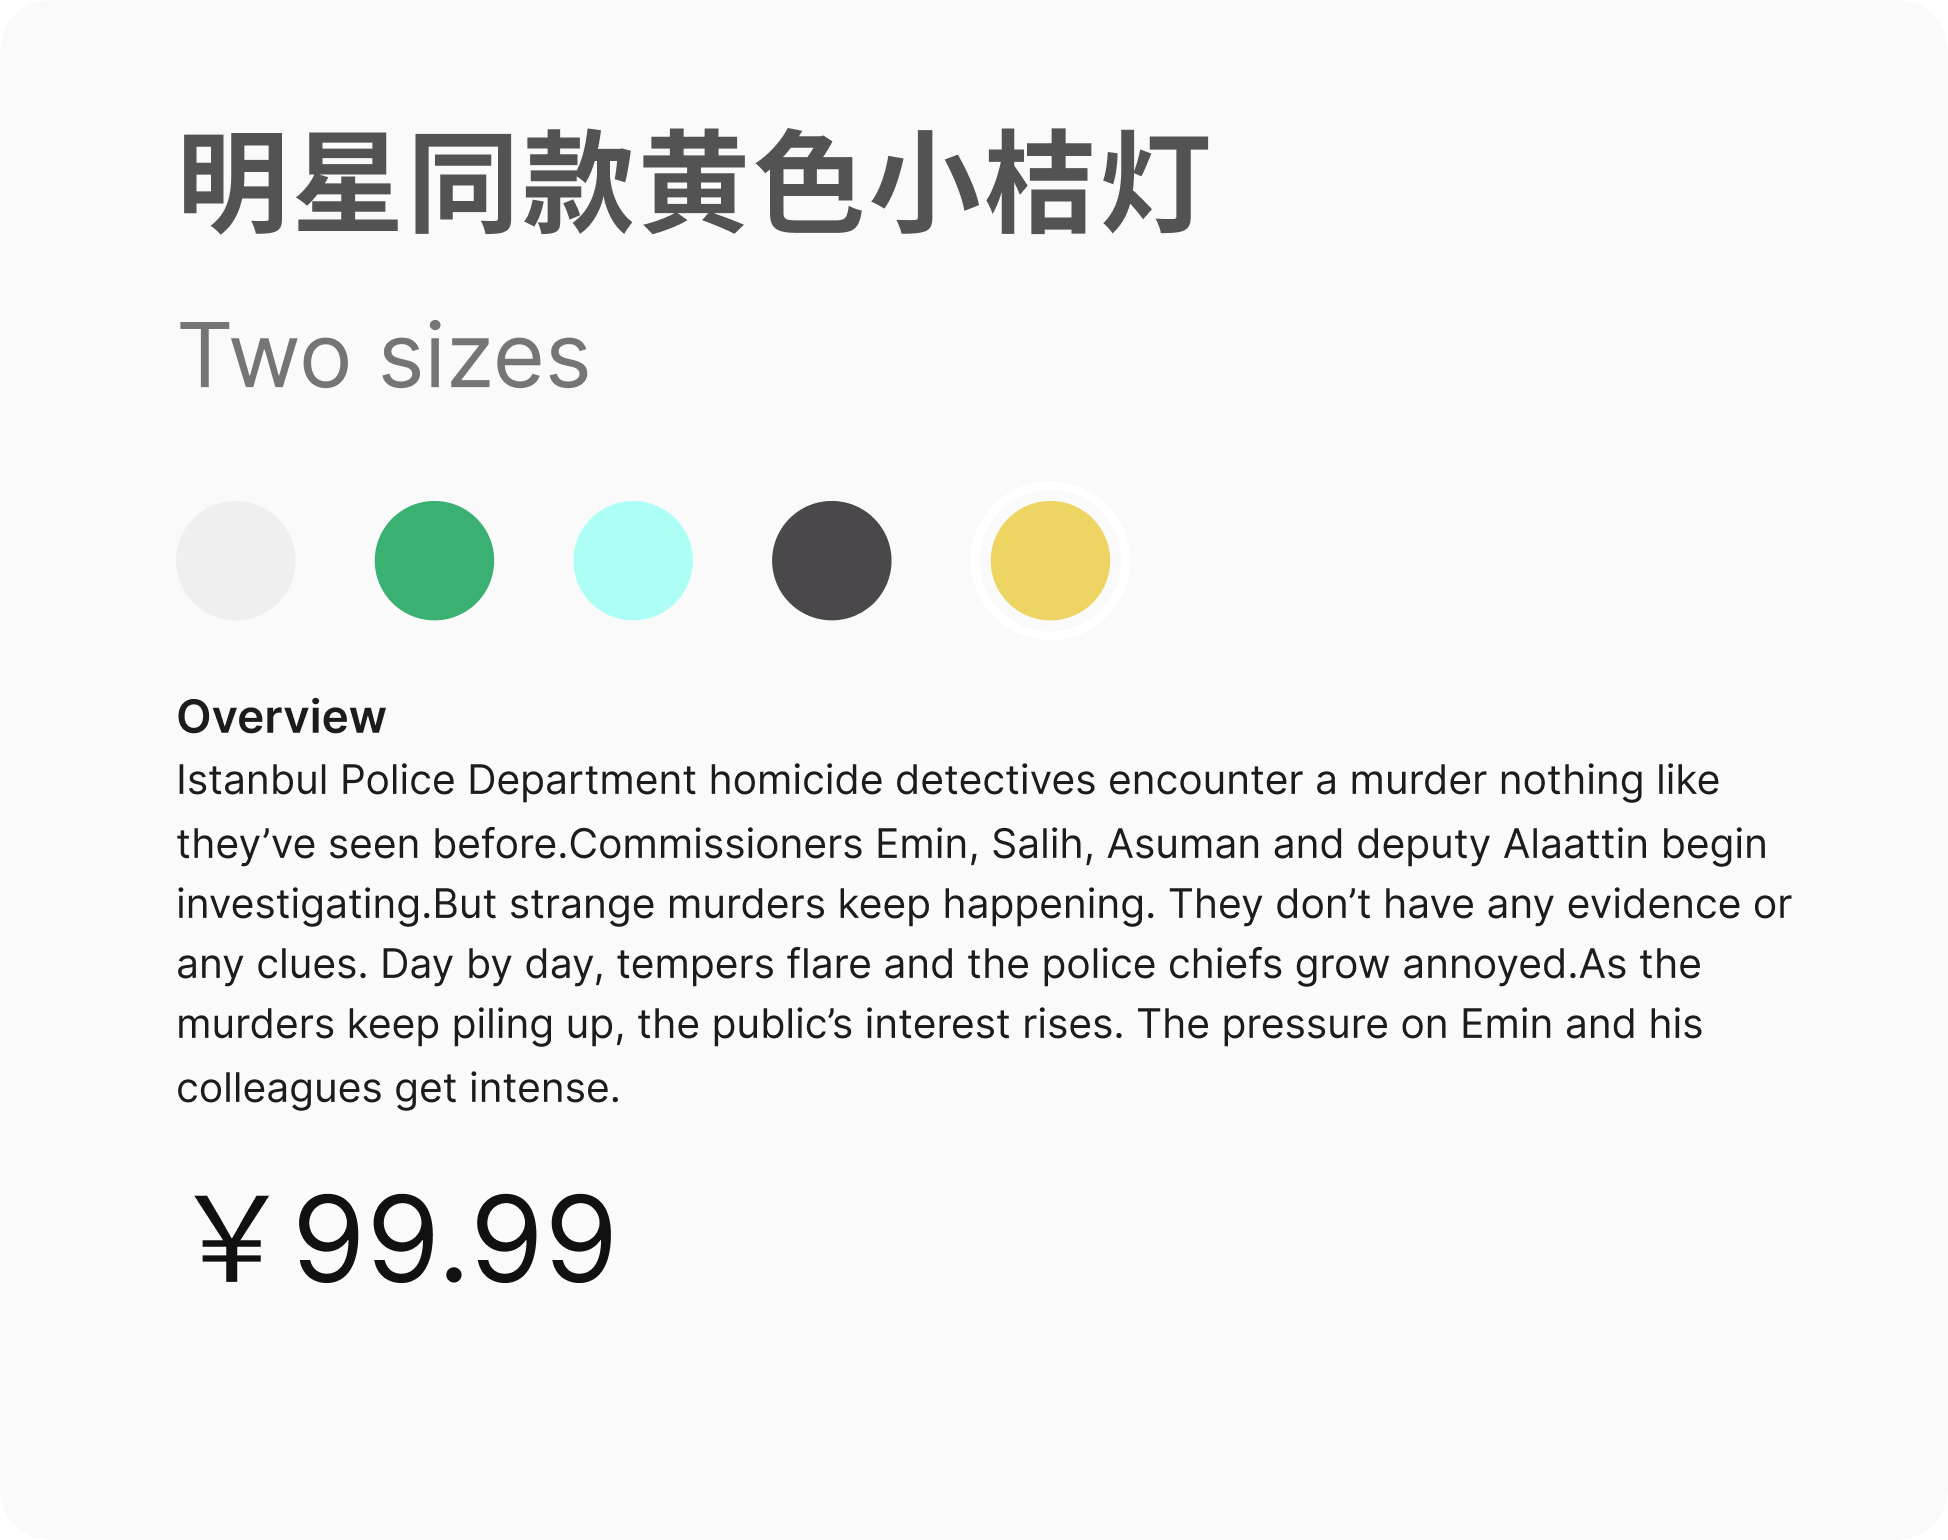 明星同款黄色小桔灯
Two sizes
Overview
Istanbul Police Department homicide detectives encounter a murder nothing like
they’ve seen before.Commissioners Emin, Salih, Asuman and deputy Alaattin begin
investigating.But strange murders keep happening. They don’t have any evidence or
any clues. Day by day, tempers flare and the police chiefs grow annoyed.As the
murders keep piling up, the public’s interest rises. The pressure on Emin and his
colleagues get intense.
￥99.99